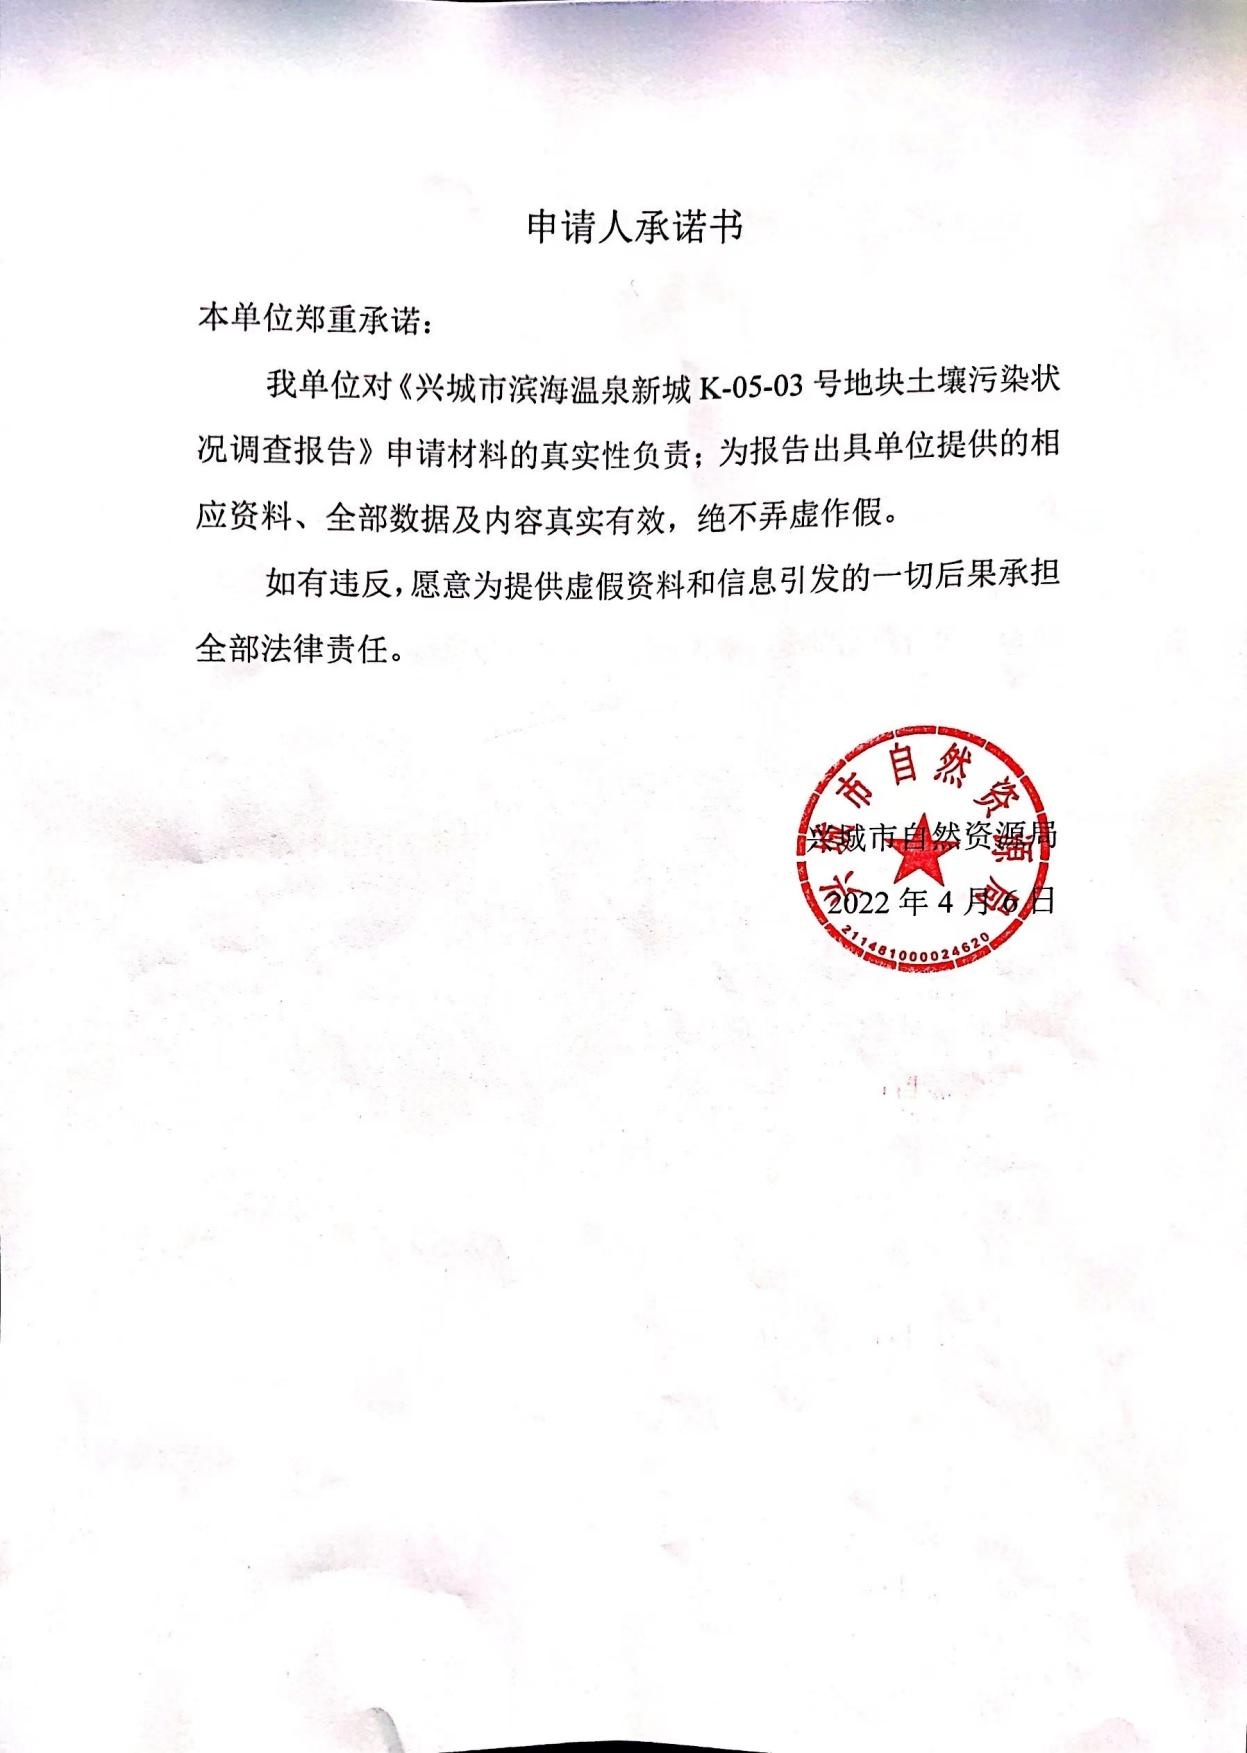 申请人承诺书
本单位郑重承诺：
我单位对《兴城市滨海温泉新城 K-05-03 号地块土壤污染状
况调查报告》申请材料的真实性负责；为报告出具单位提供的相
应资料、全部数据及内容真实有效，绝不弄虚作假。
如有违反，愿意为提供虚假资料和信息引发的一切后果承担
全部法律责任。
兴城市自然资源局
兴城市自然资源局
2022 年 4 月 6 日
211481000024620